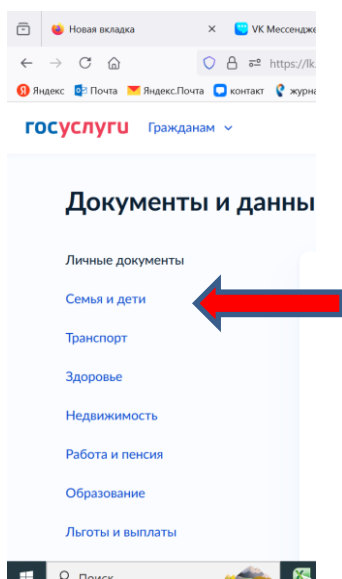 Новая вкладка × VK Мессендже
https://lk.
Яндекс Почта Яндекс.Почта контакт журна
госуслуги Гражданам
Документы и данны
Личные документы
Семья и дети
Транспорт
Здоровье
Недвижимость
Работа и пенсия
Образование
Льготы и выплаты
Поиск